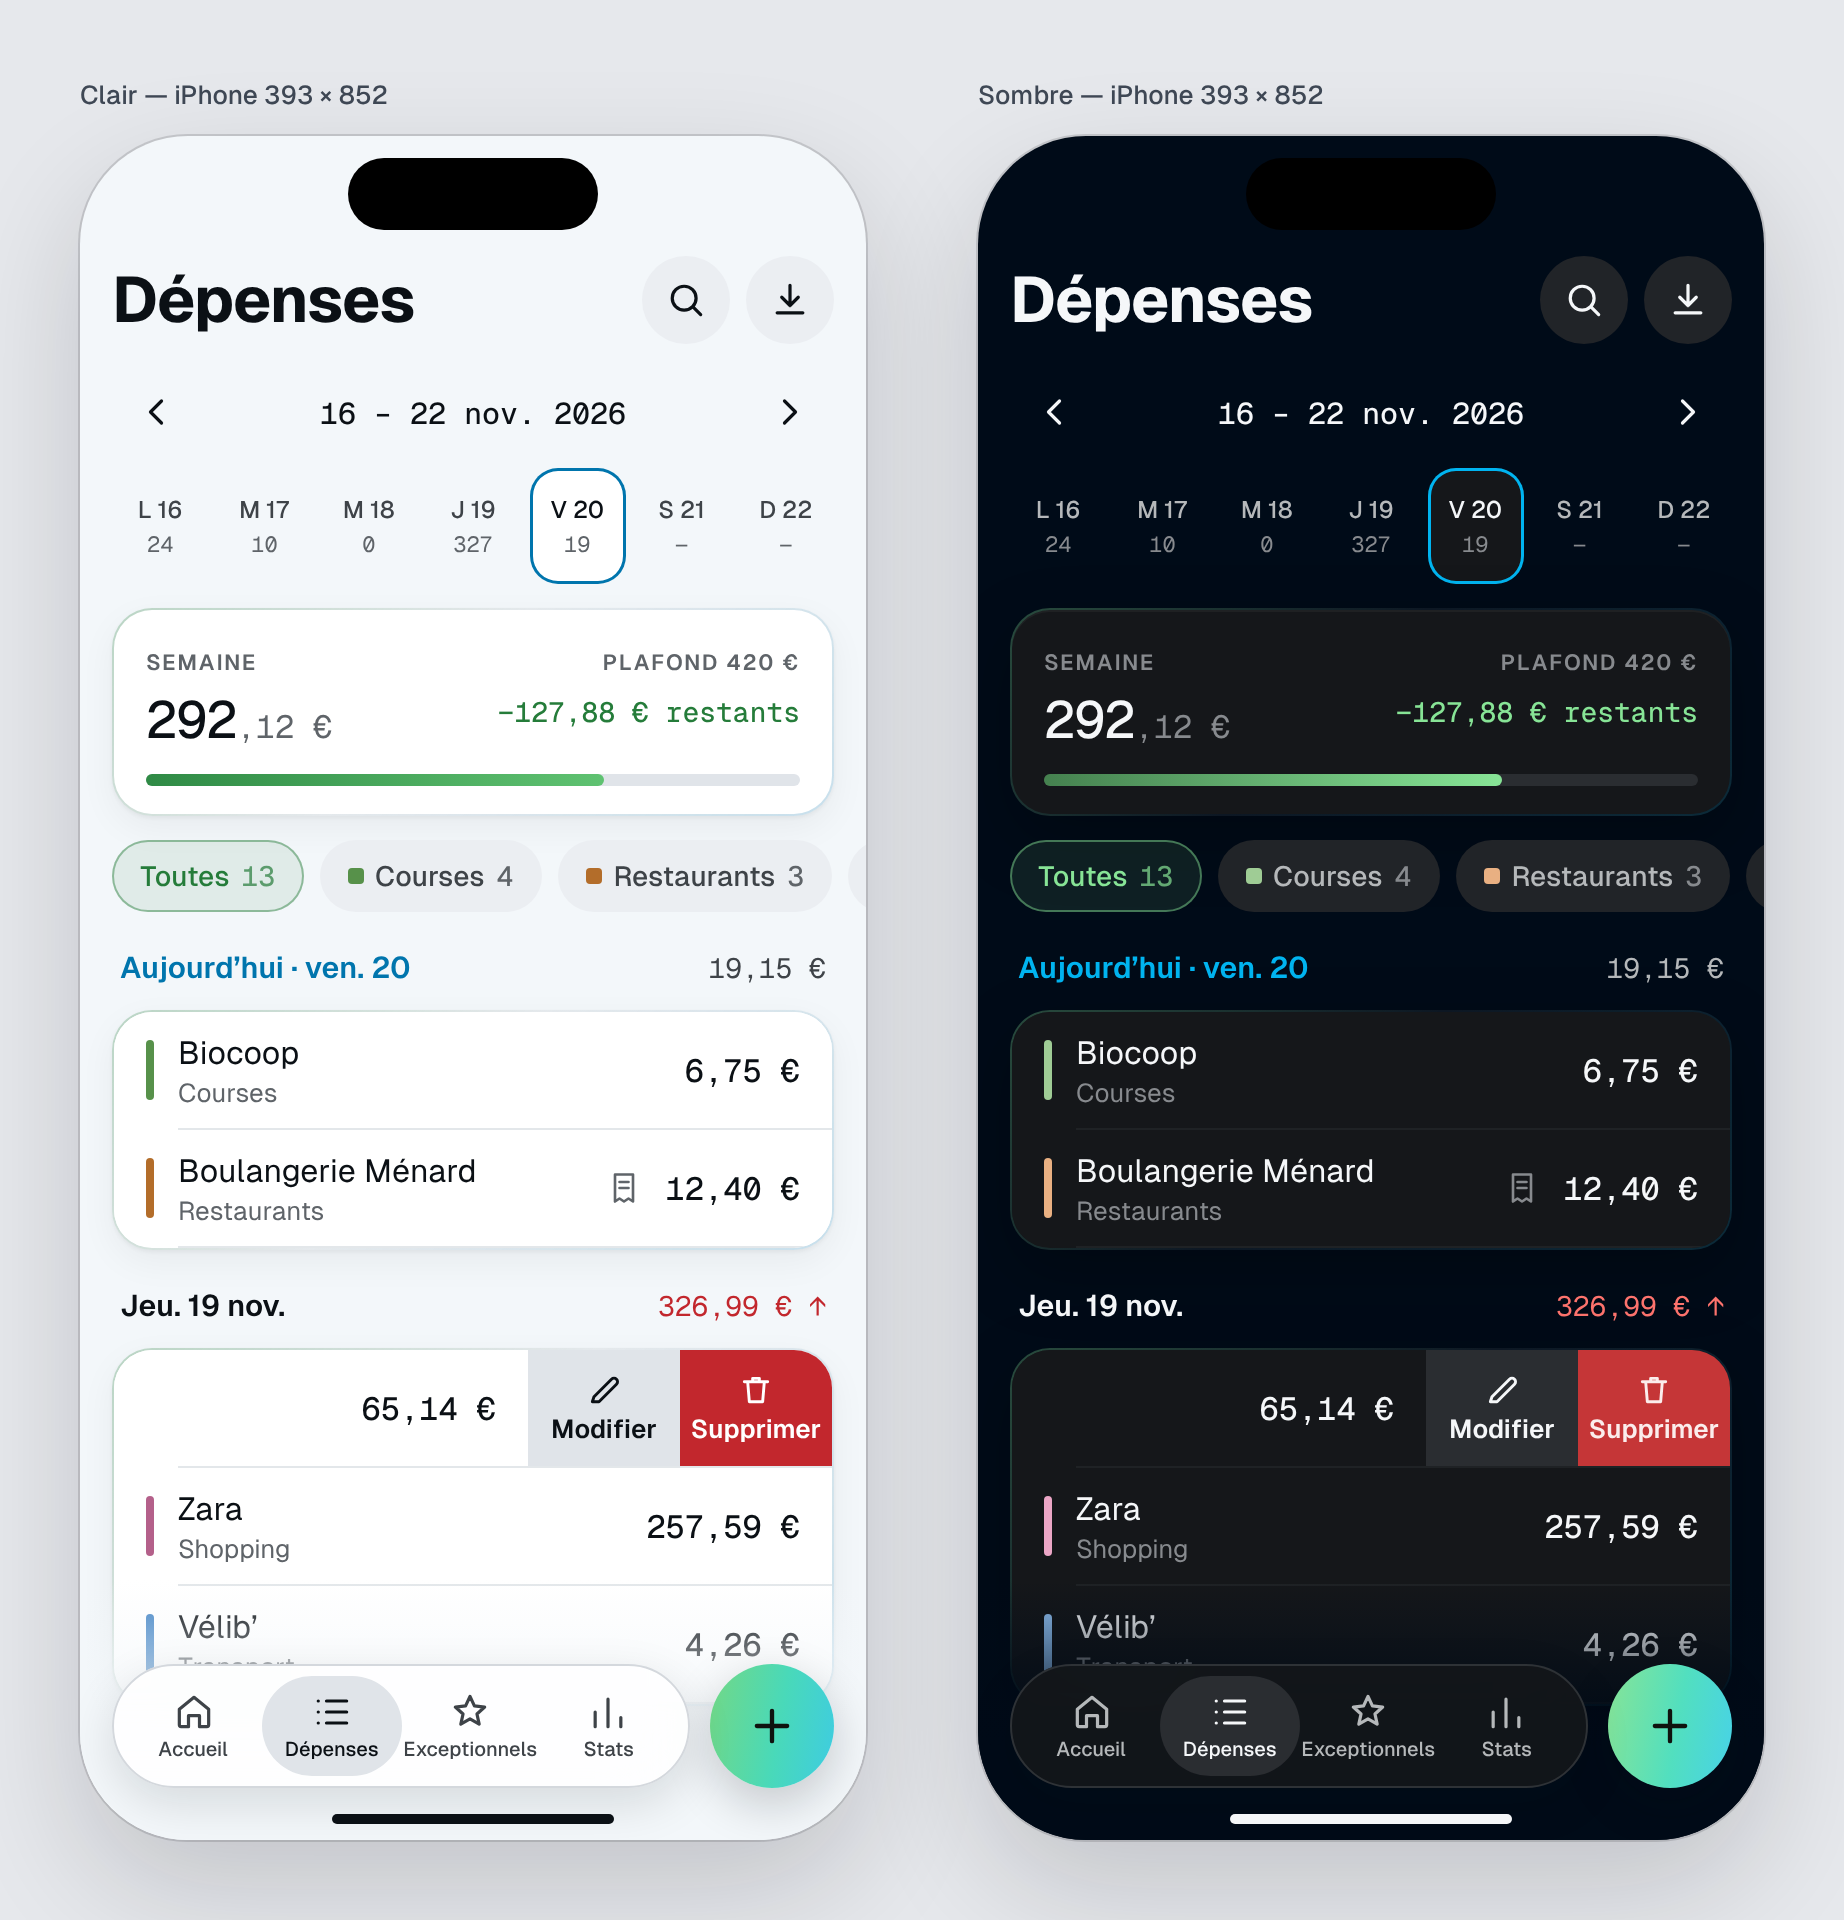 Clair — iPhone 393 × 852
Dépenses
16 – 22 nov. 2026
L 16 M 17 M 18 J 19 V 20 S 21 D 22
24 10 0 327 19 – –
SEMAINE PLAFOND 420 €
292,12 € −127,88 € restants
Toutes 13 Courses 4 Restaurants 3
Aujourd’hui · ven. 20 19,15 €
Biocoop 6,75 €
Courses
Boulangerie Ménard 12,40 €
Restaurants
Jeu. 19 nov. 326,99 € ↑
65,14 € Modifier Supprimer
Zara 257,59 €
Shopping
Vélib’ 4,26 €
Transport
Accueil Dépenses Exceptionnels Stats
Sombre — iPhone 393 × 852
Dépenses
16 – 22 nov. 2026
L 16 M 17 M 18 J 19 V 20 S 21 D 22
24 10 0 327 19 – –
SEMAINE PLAFOND 420 €
292,12 € −127,88 € restants
Toutes 13 Courses 4 Restaurants 3
Aujourd’hui · ven. 20 19,15 €
Biocoop 6,75 €
Courses
Boulangerie Ménard 12,40 €
Restaurants
Jeu. 19 nov. 326,99 € ↑
65,14 € Modifier Supprimer
Zara 257,59 €
Shopping
Vélib’ 4,26 €
Transport
Accueil Dépenses Exceptionnels Stats